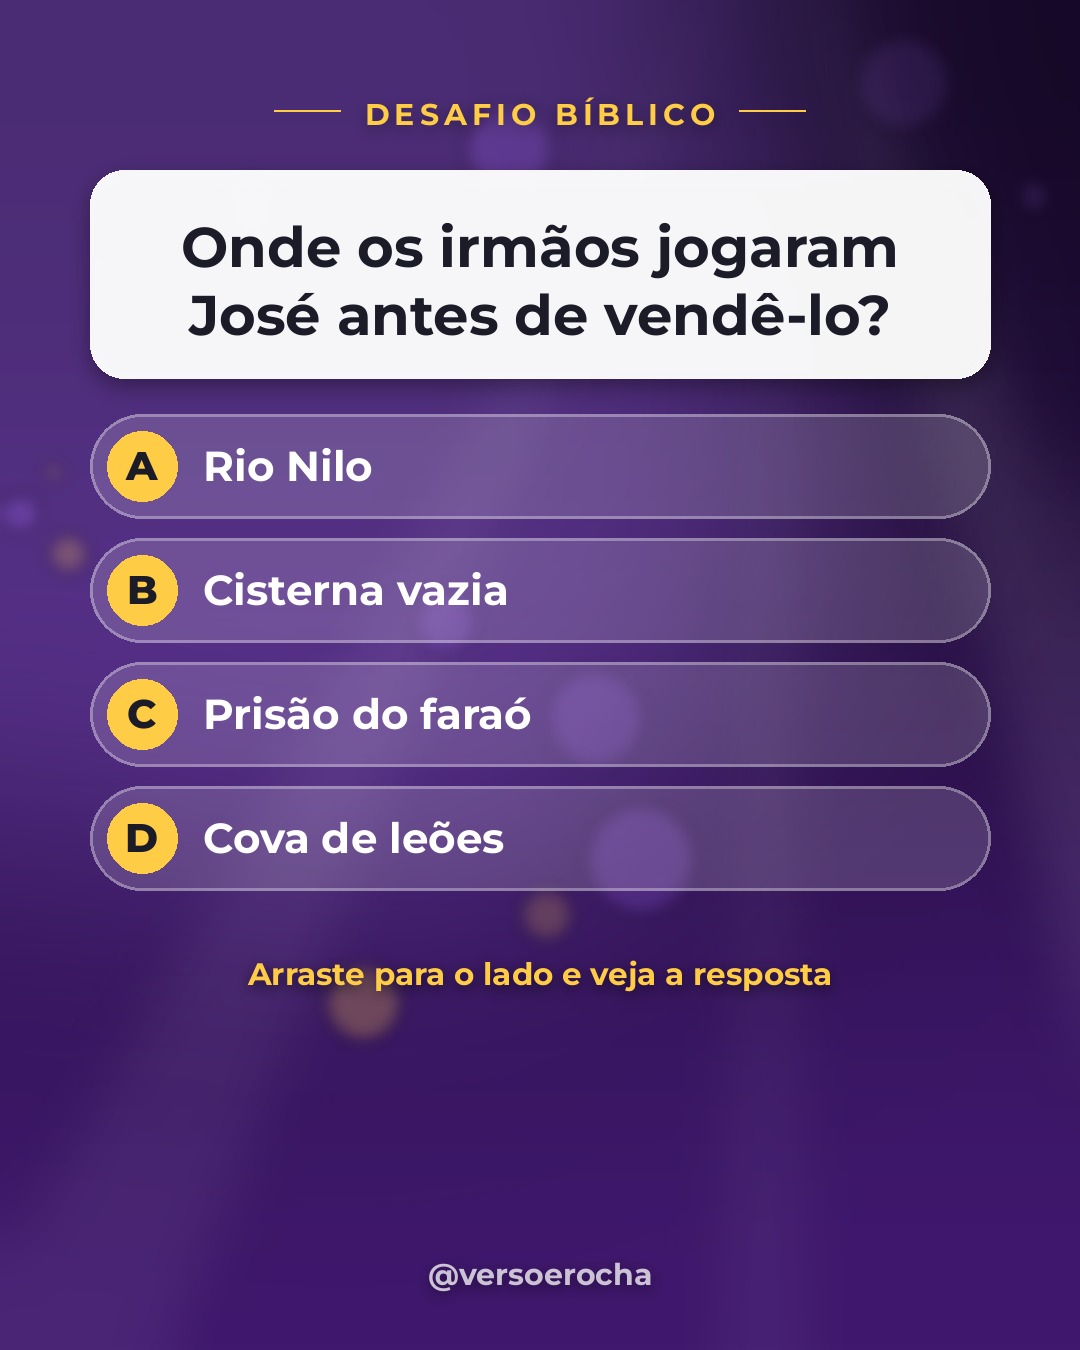 DESAFIO BÍBLICO
Onde os irmãos jogaram
José antes de vendê-lo?
A Rio Nilo
B Cisterna vazia
C Prisão do faraó
D Cova de leões
Arraste para o lado e veja a resposta
@versoerocha